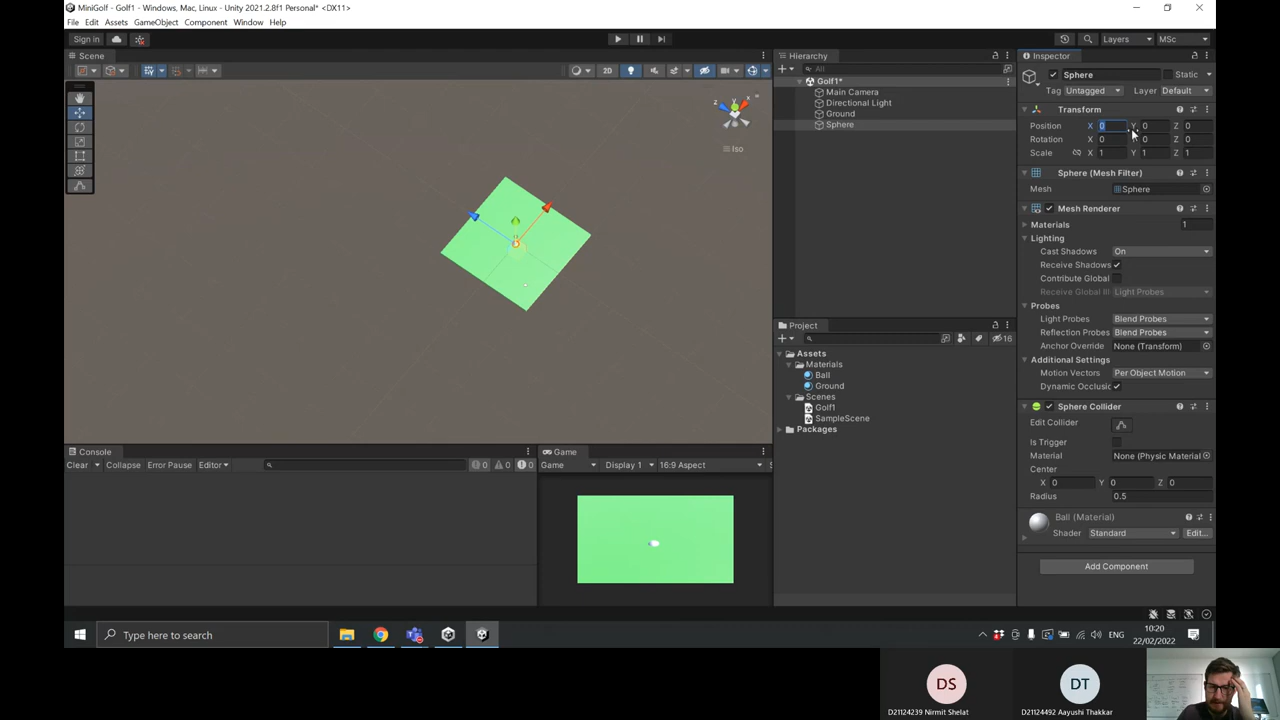 MiniGolf - Golf1 - Windows, Mac, Linux - Unity 2021.2.8f1 Personal* <DX11>
File Edit Assets GameObject Component Window Help
Sign in
Layers
MSc
Scene
2D
y
x
z
Iso
Hierarchy
All
Golf1*
Main Camera
Directional Light
Ground
Sphere
Project
16
Assets
Materials
Ball
Ground
Scenes
Golf1
SampleScene
Packages
Inspector
Sphere
Static
Tag Untagged Layer Default
Transform
Position X 0 Y 0 Z 0
Rotation X 0 Y 0 Z 0
Scale X 1 Y 1 Z 1
Sphere (Mesh Filter)
Mesh Sphere
Mesh Renderer
Materials 1
Lighting
Cast Shadows On
Receive Shadows
Contribute Global
Receive Global Ill Light Probes
Probes
Light Probes Blend Probes
Reflection Probes Blend Probes
Anchor Override None (Transform)
Additional Settings
Motion Vectors Per Object Motion
Dynamic Occlusi
Sphere Collider
Edit Collider
Is Trigger
Material None (Physic Material
Center
X 0 Y 0 Z 0
Radius 0.5
Ball (Material)
Shader Standard Edit...
Add Component
Console
Clear Collapse Error Pause Editor
0 0 0
Game
Game Display 1 16:9 Aspect
Type here to search
ENG
10:20
22/02/2022
DS
D21124239 Nirmit Shelat
DT
D21124492 Aayushi Thakkar